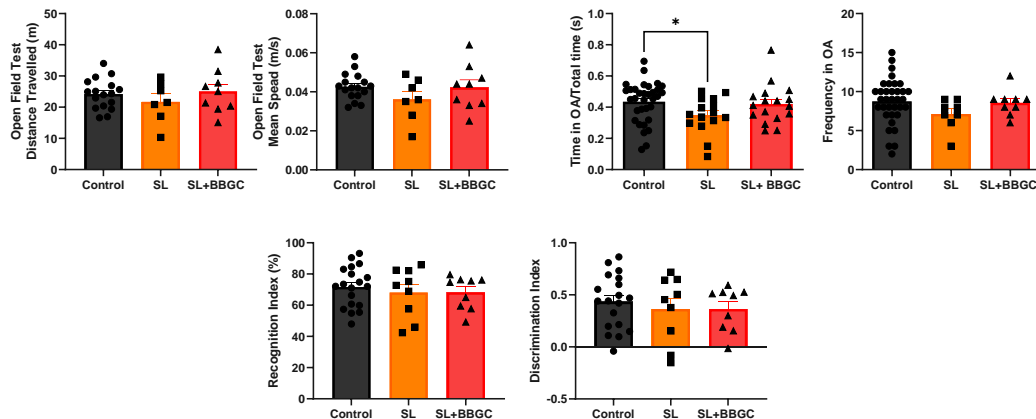 Open Field Test
Distance Travelled (m)
50
40
30
20
10
0
Control SL SL+BBGC
Open Field Test
Mean Spead (m/s)
0.08
0.06
0.04
0.02
0.00
Control SL SL+BBGC
Time in OA/Total time (s)
1.0
0.8
0.6
0.4
0.2
0.0
*
Control SL SL+ BBGC
Frequency in OA
20
15
10
5
0
Control SL SL+BBGC
Recognition Index (%)
100
80
60
40
20
0
Control SL SL+BBGC
Discrimination Index
1.0
0.5
0.0
-0.5
Control SL SL+BBGC